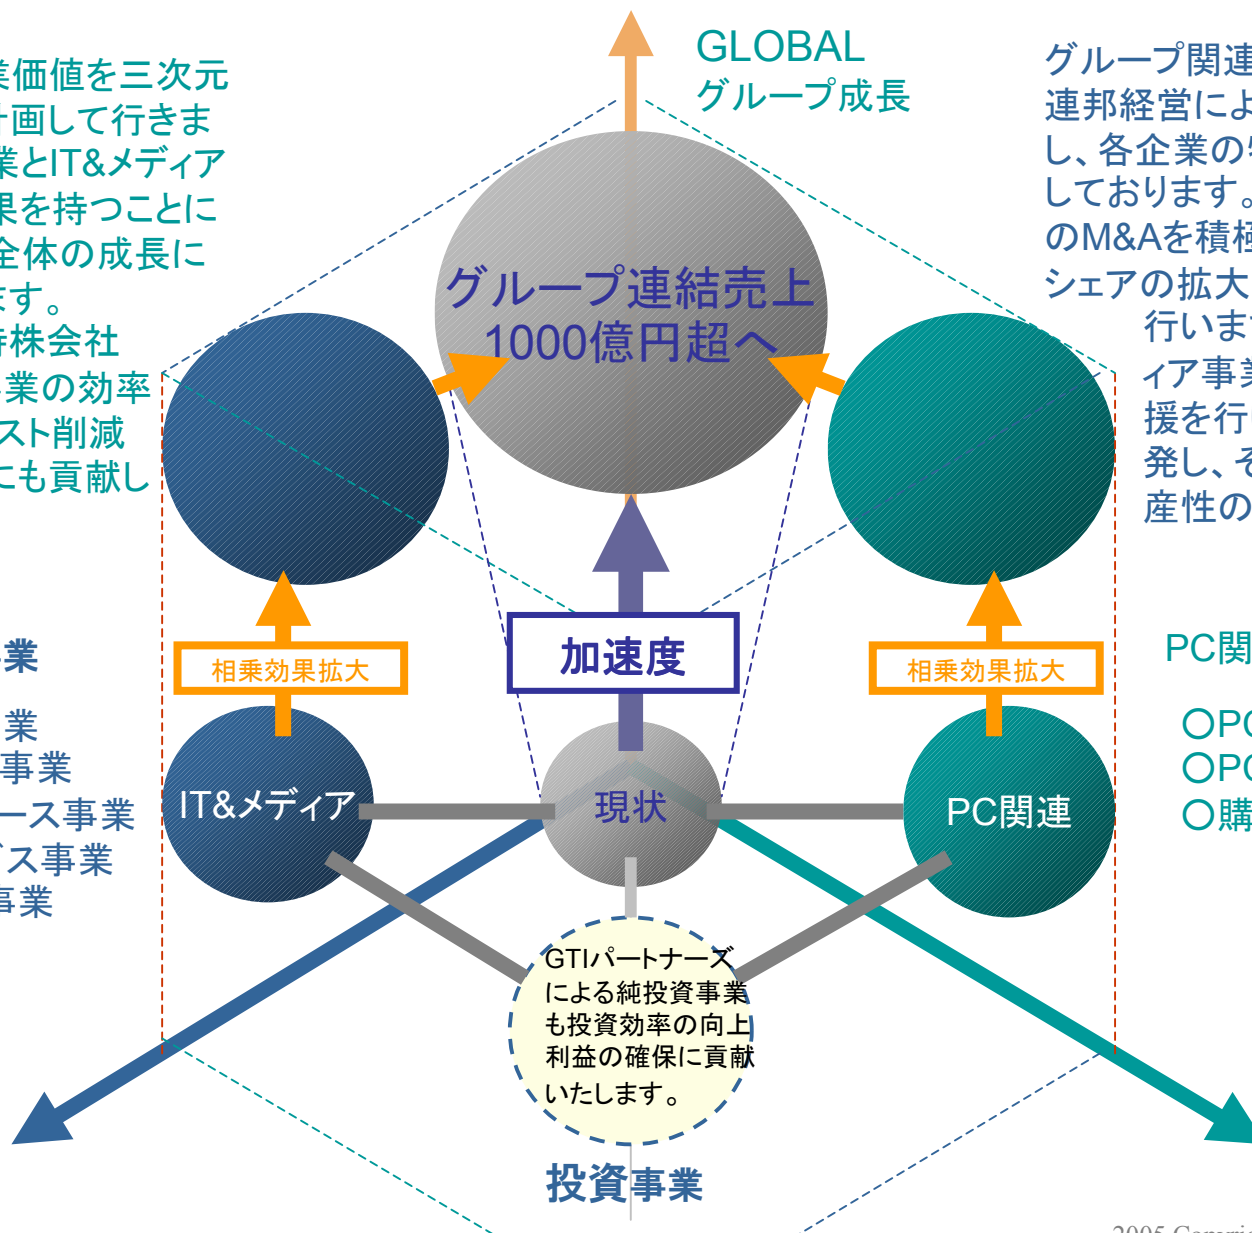 GLOBAL
グループ成長
業価値を三次元
計画して行きま
業とIT&メディア
果を持つことに
全体の成長に
ます。
持株会社
事業の効率
スト削減
にも貢献し
グループ関連
連邦経営によ
し、各企業の
しております。
のM&Aを積極
シェアの拡大
行います
ィア事業
援を行い
発し、そ
産性の
グループ連結売上
1000億円超へ
加速度
相乗効果拡大
相乗効果拡大
業
業
事業
ース事業
ビス事業
事業
PC関
○PC
○PC
○購
IT&メディア
現状
PC関連
GTIパートナーズ
による純投資事業
も投資効率の向上
利益の確保に貢献
いたします。
投資事業
2005